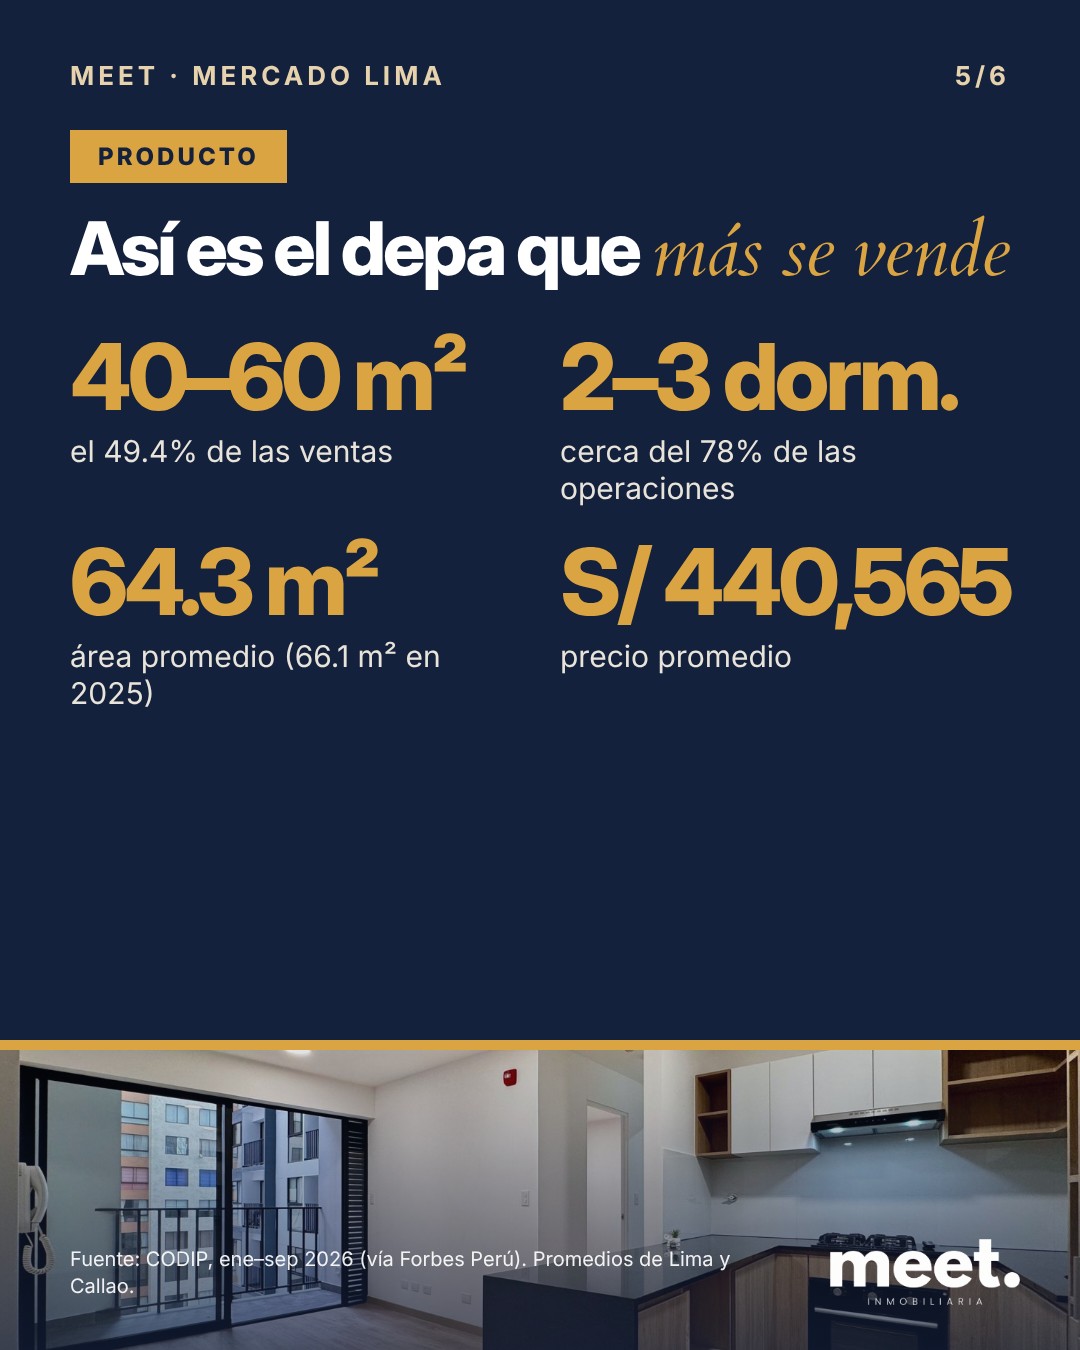 MEET · MERCADO LIMA
5/6
PRODUCTO
Así es el depa que más se vende
40–60 m²
el 49.4% de las ventas
2–3 dorm.
cerca del 78% de las
operaciones
64.3 m²
área promedio (66.1 m² en
2025)
S/ 440,565
precio promedio
Fuente: CODIP, ene–sep 2026 (vía Forbes Perú). Promedios de Lima y
Callao.
meet.
INMOBILIARIA